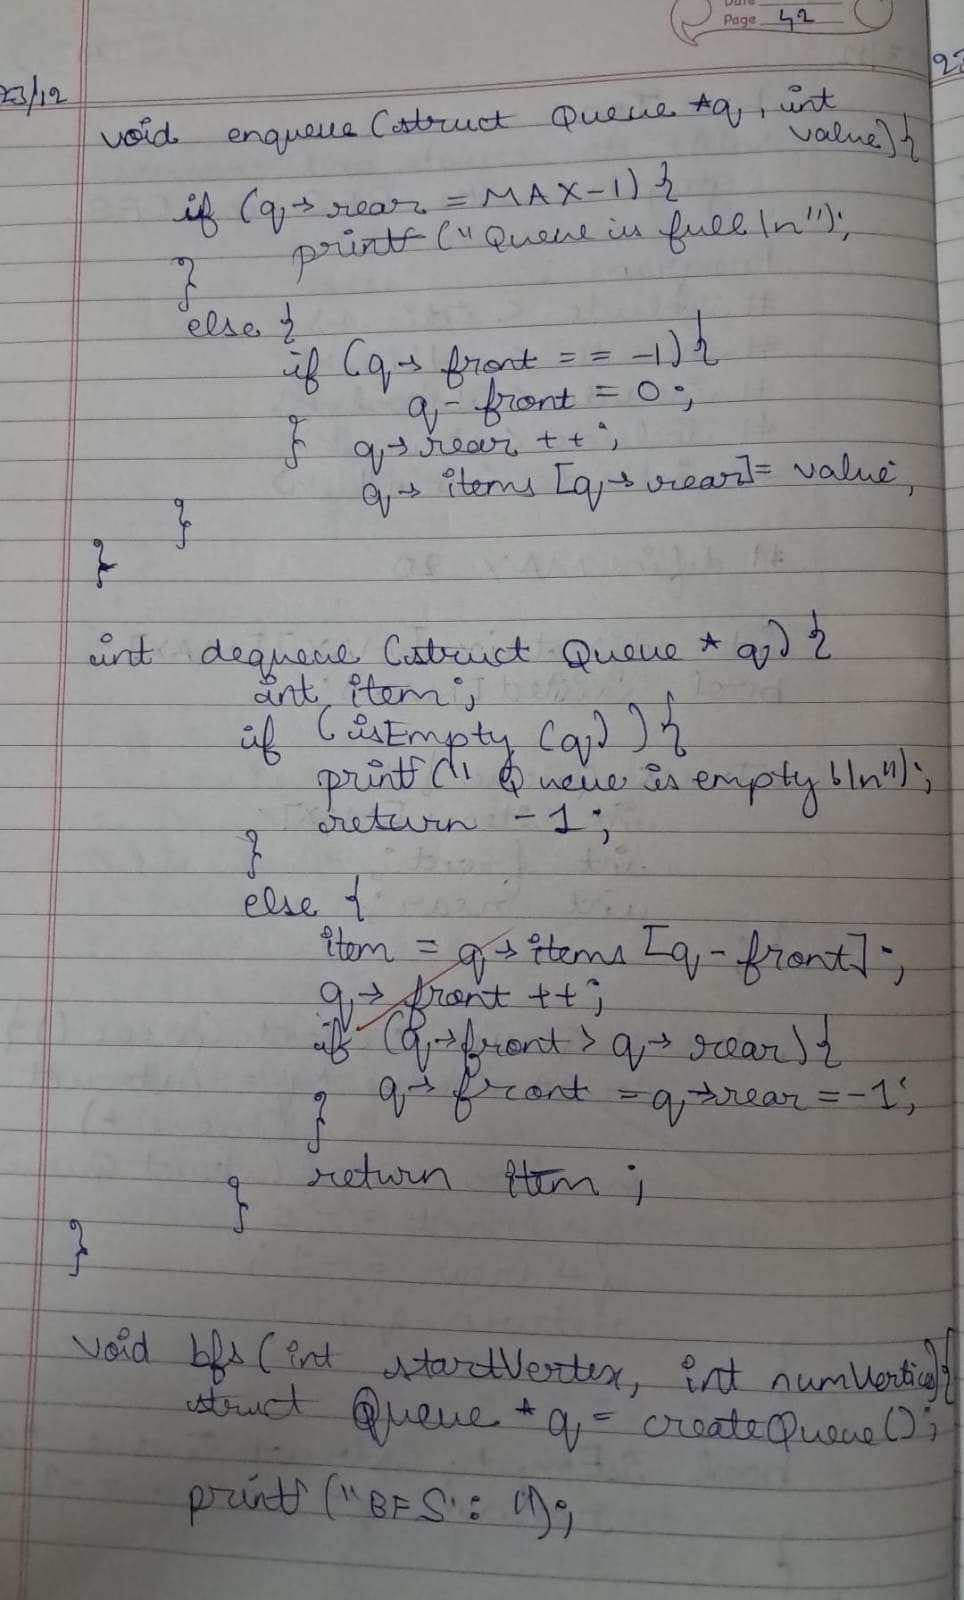 Date
Page 42
23/12
void enqueue (struct Queue *q, int
value) {
if (q→rear = MAX-1) {
printf ("Queue is full \n");
}
else {
if (q→ front == -1) {
q- front = 0;
} q→rear ++;
q→ items [q→rear] = value,
}
}
int dequeue (struct Queue * q) {
int item;
if (isEmpty (q) ) {
printf (" Queue is empty \n");
return -1;
}
else {
item = q→items [q- front];
q→ front ++;
if (q→front > q→ rear) {
q→ front = q→rear = -1;
}
return item ;
}
}
void bfs (int startVertex, int numVertices) {
struct Queue * q = createQueue();
printf ("BFS : ");